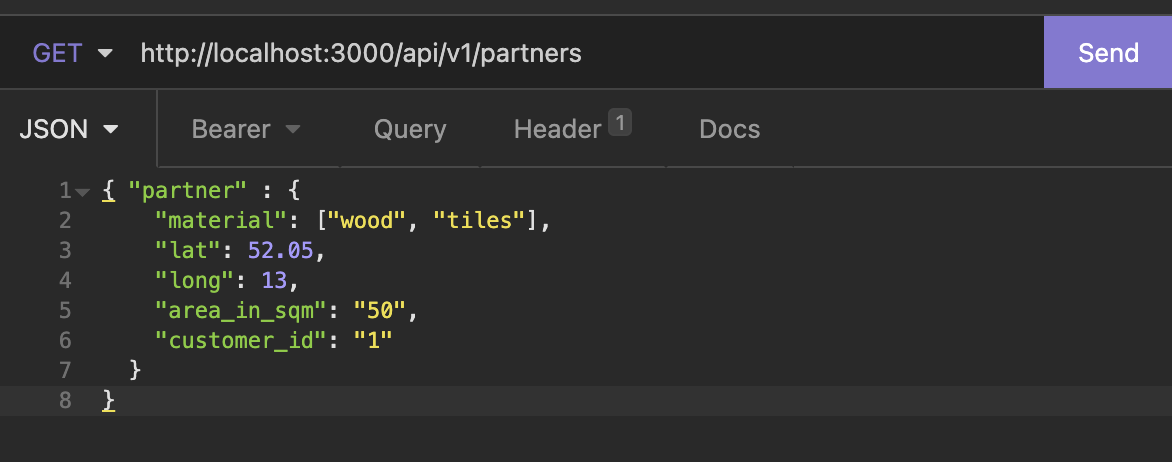 GET http://localhost:3000/api/v1/partners Send
JSON Bearer Query Header 1 Docs
1 { "partner" : {
2 "material": ["wood", "tiles"],
3 "lat": 52.05,
4 "long": 13,
5 "area_in_sqm": "50",
6 "customer_id": "1"
7 }
8 }